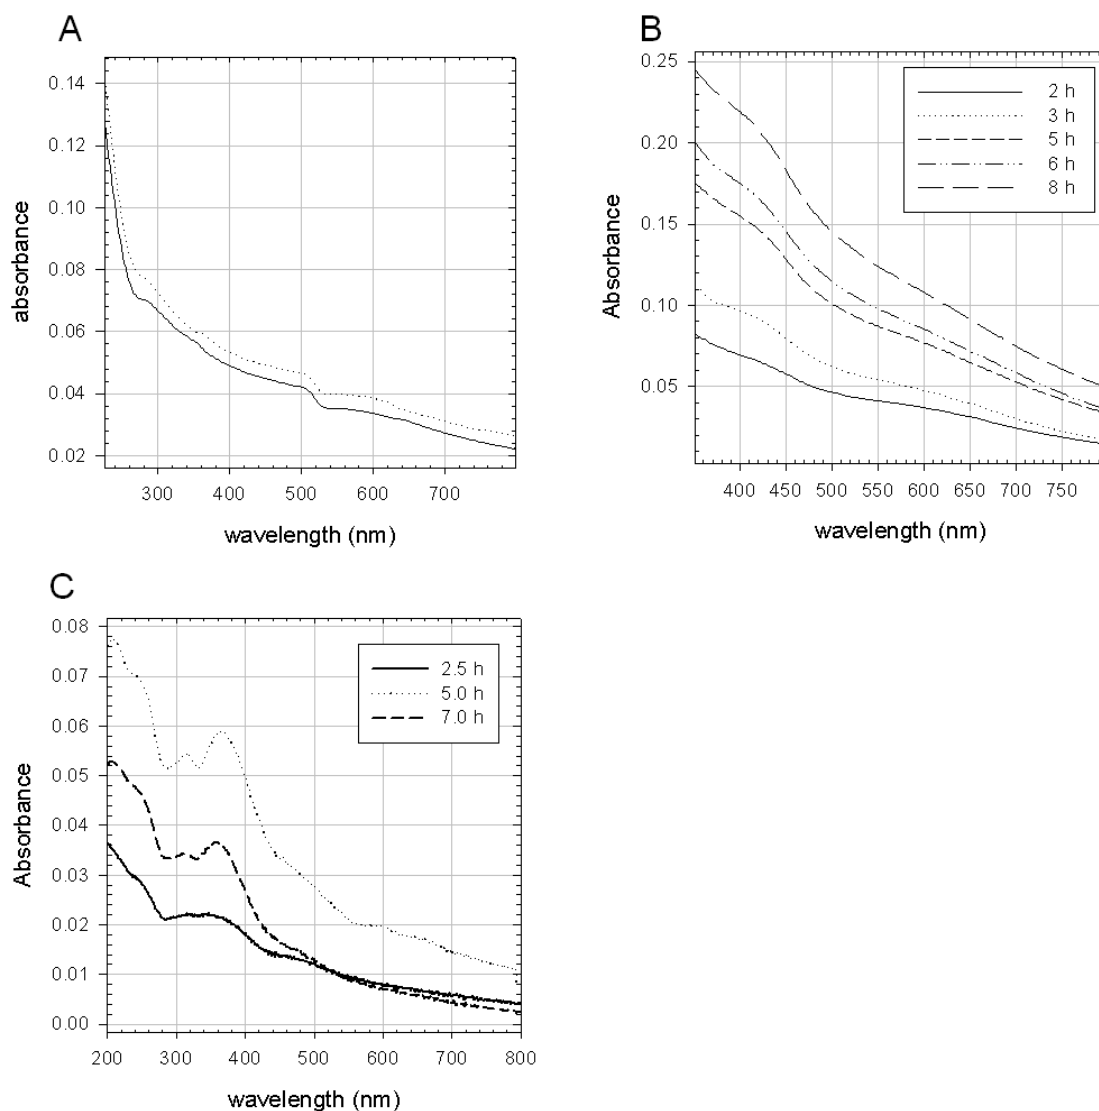 A
absorbance
0.14
0.12
0.10
0.08
0.06
0.04
0.02
300 400 500 600 700
wavelength (nm)
B
Absorbance
0.25
0.20
0.15
0.10
0.05
2 h
3 h
5 h
6 h
8 h
400 450 500 550 600 650 700 750
wavelength (nm)
C
Absorbance
0.08
0.07
0.06
0.05
0.04
0.03
0.02
0.01
0.00
2.5 h
5.0 h
7.0 h
200 300 400 500 600 700 800
wavelength (nm)